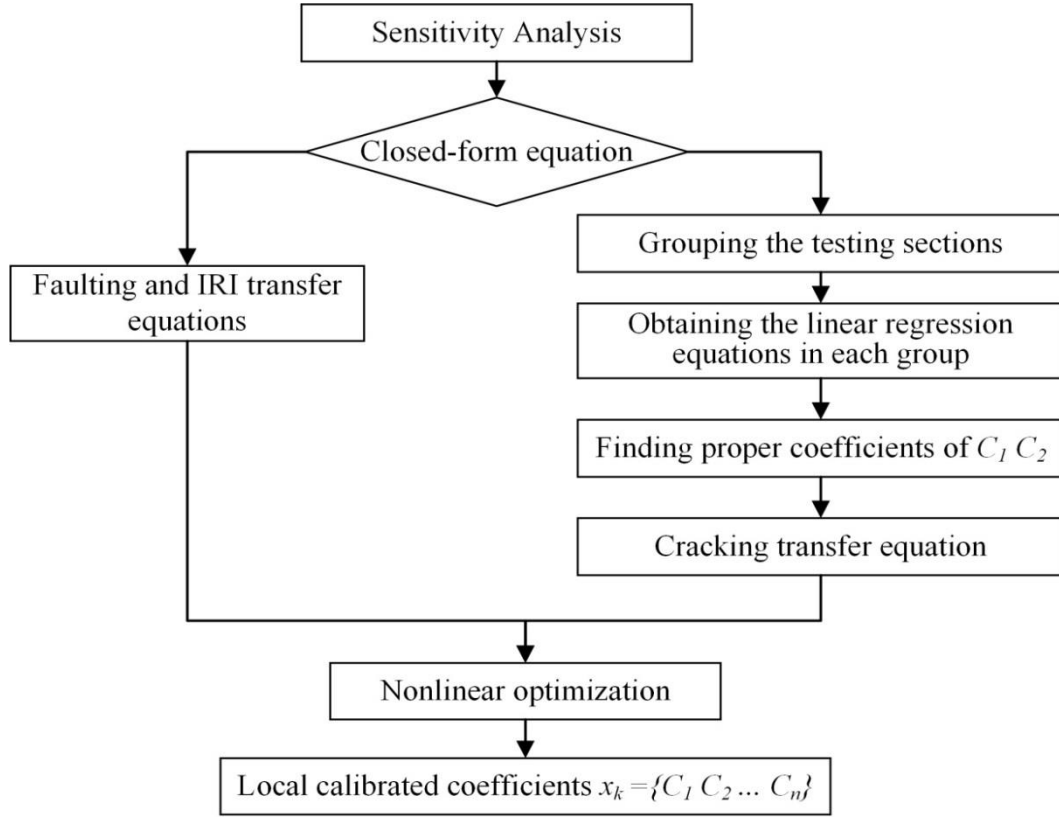 Sensitivity Analysis
Closed-form equation
Faulting and IRI transfer
equations
Grouping the testing sections
Obtaining the linear regression
equations in each group
Finding proper coefficients of C₁ C₂
Cracking transfer equation
Nonlinear optimization
Local calibrated coefficients xₖ={C₁ C₂ ... Cₙ}